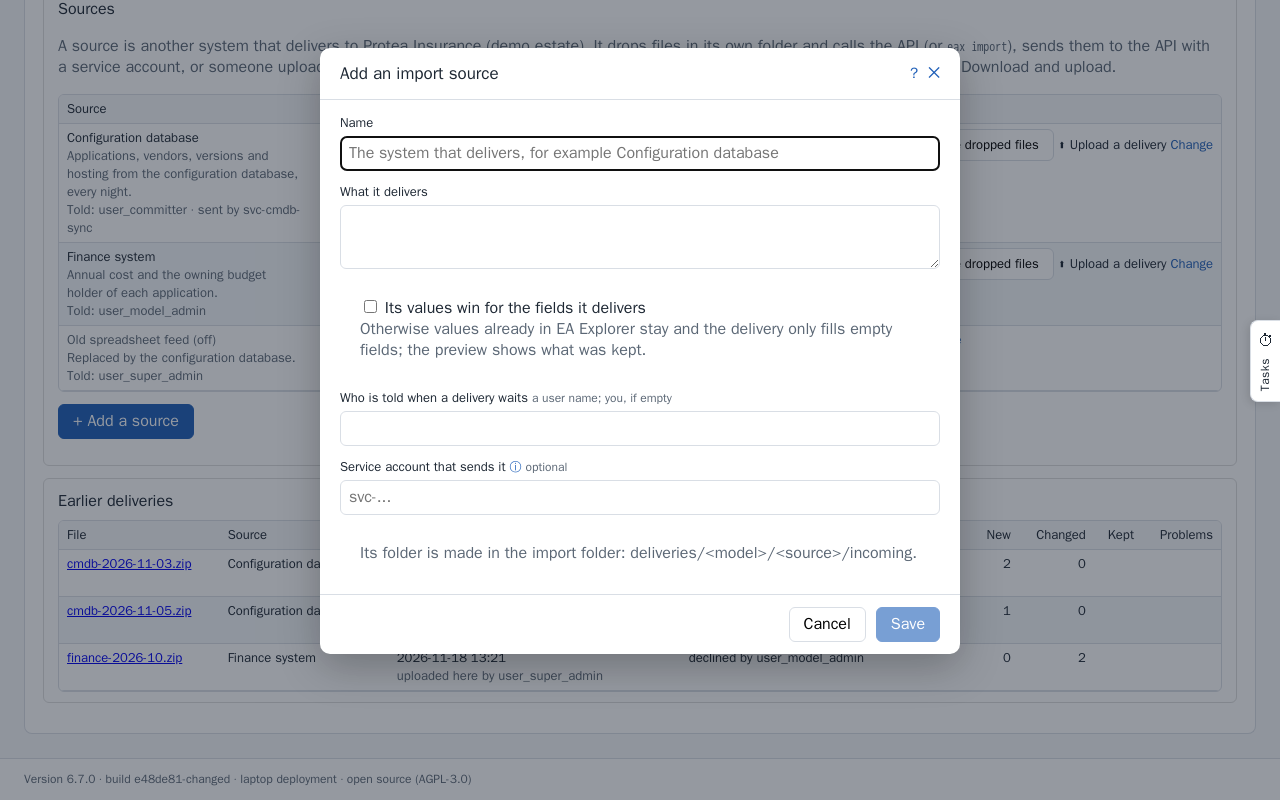 Sources
A source is another system that delivers to Protea Insurance (demo estate). It drops files in its own folder and calls the API (or eax import), sends them to the API with
a service account, or someone uploa
Download and upload.
Source
Configuration database
Applications, vendors, versions and
hosting from the configuration database,
every night.
Told: user_committer · sent by svc-cmdb-
sync
dropped files
⬆ Upload a delivery Change
Finance system
Annual cost and the owning budget
holder of each application.
Told: user_model_admin
dropped files
⬆ Upload a delivery Change
Old spreadsheet feed (off)
Replaced by the configuration database.
Told: user_super_admin
+ Add a source
Add an import source
? ×
Name
The system that delivers, for example Configuration database
What it delivers
Its values win for the fields it delivers
Otherwise values already in EA Explorer stay and the delivery only fills empty
fields; the preview shows what was kept.
Who is told when a delivery waits a user name; you, if empty
Service account that sends it ⓘ optional
svc-...
Its folder is made in the import folder: deliveries/<model>/<source>/incoming.
Cancel Save
Tasks
Earlier deliveries
File Source New Changed Kept Problems
cmdb-2026-11-03.zip Configuration da 2 0
cmdb-2026-11-05.zip Configuration da 1 0
finance-2026-10.zip Finance system 2026-11-18 13:21 declined by user_model_admin 0 2
uploaded here by user_super_admin
Version 6.7.0 · build e48de81-changed · laptop deployment · open source (AGPL-3.0)